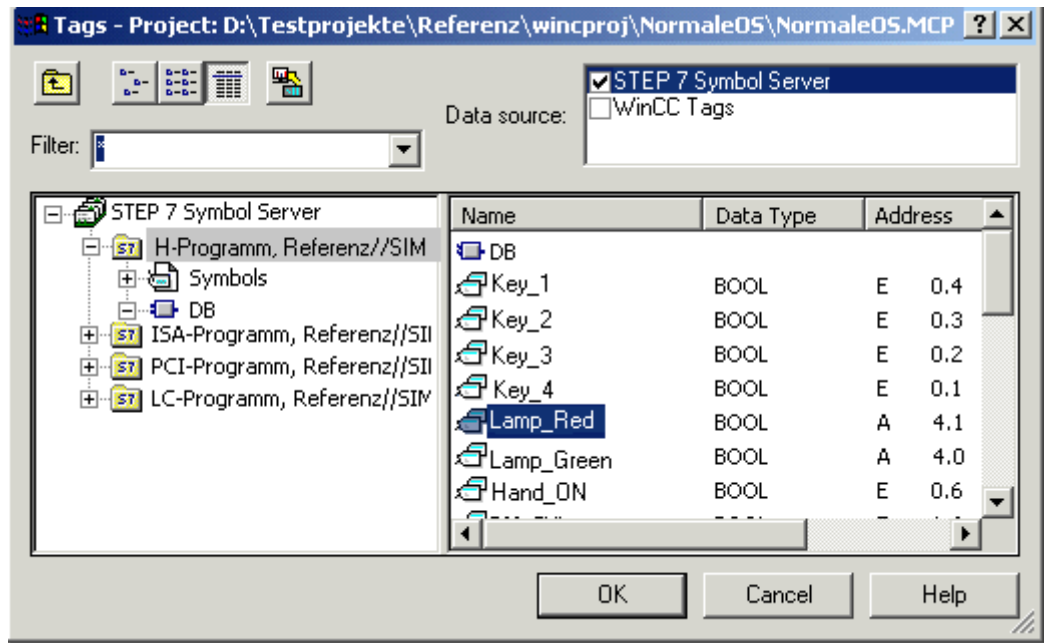 Tags - Project: D:\Testprojekte\Referenz\wincproj\NormaleOS\NormaleOS.MCP
Data source:
STEP 7 Symbol Server
WinCC Tags
Filter: *
STEP 7 Symbol Server
H-Programm, Referenz//SIM
Symbols
DB
ISA-Programm, Referenz//SI
PCI-Programm, Referenz//SI
LC-Programm, Referenz//SIM
Name Data Type Address
DB
Key_1 BOOL E 0.4
Key_2 BOOL E 0.3
Key_3 BOOL E 0.2
Key_4 BOOL E 0.1
Lamp_Red BOOL A 4.1
Lamp_Green BOOL A 4.0
Hand_ON BOOL E 0.6
OK Cancel Help